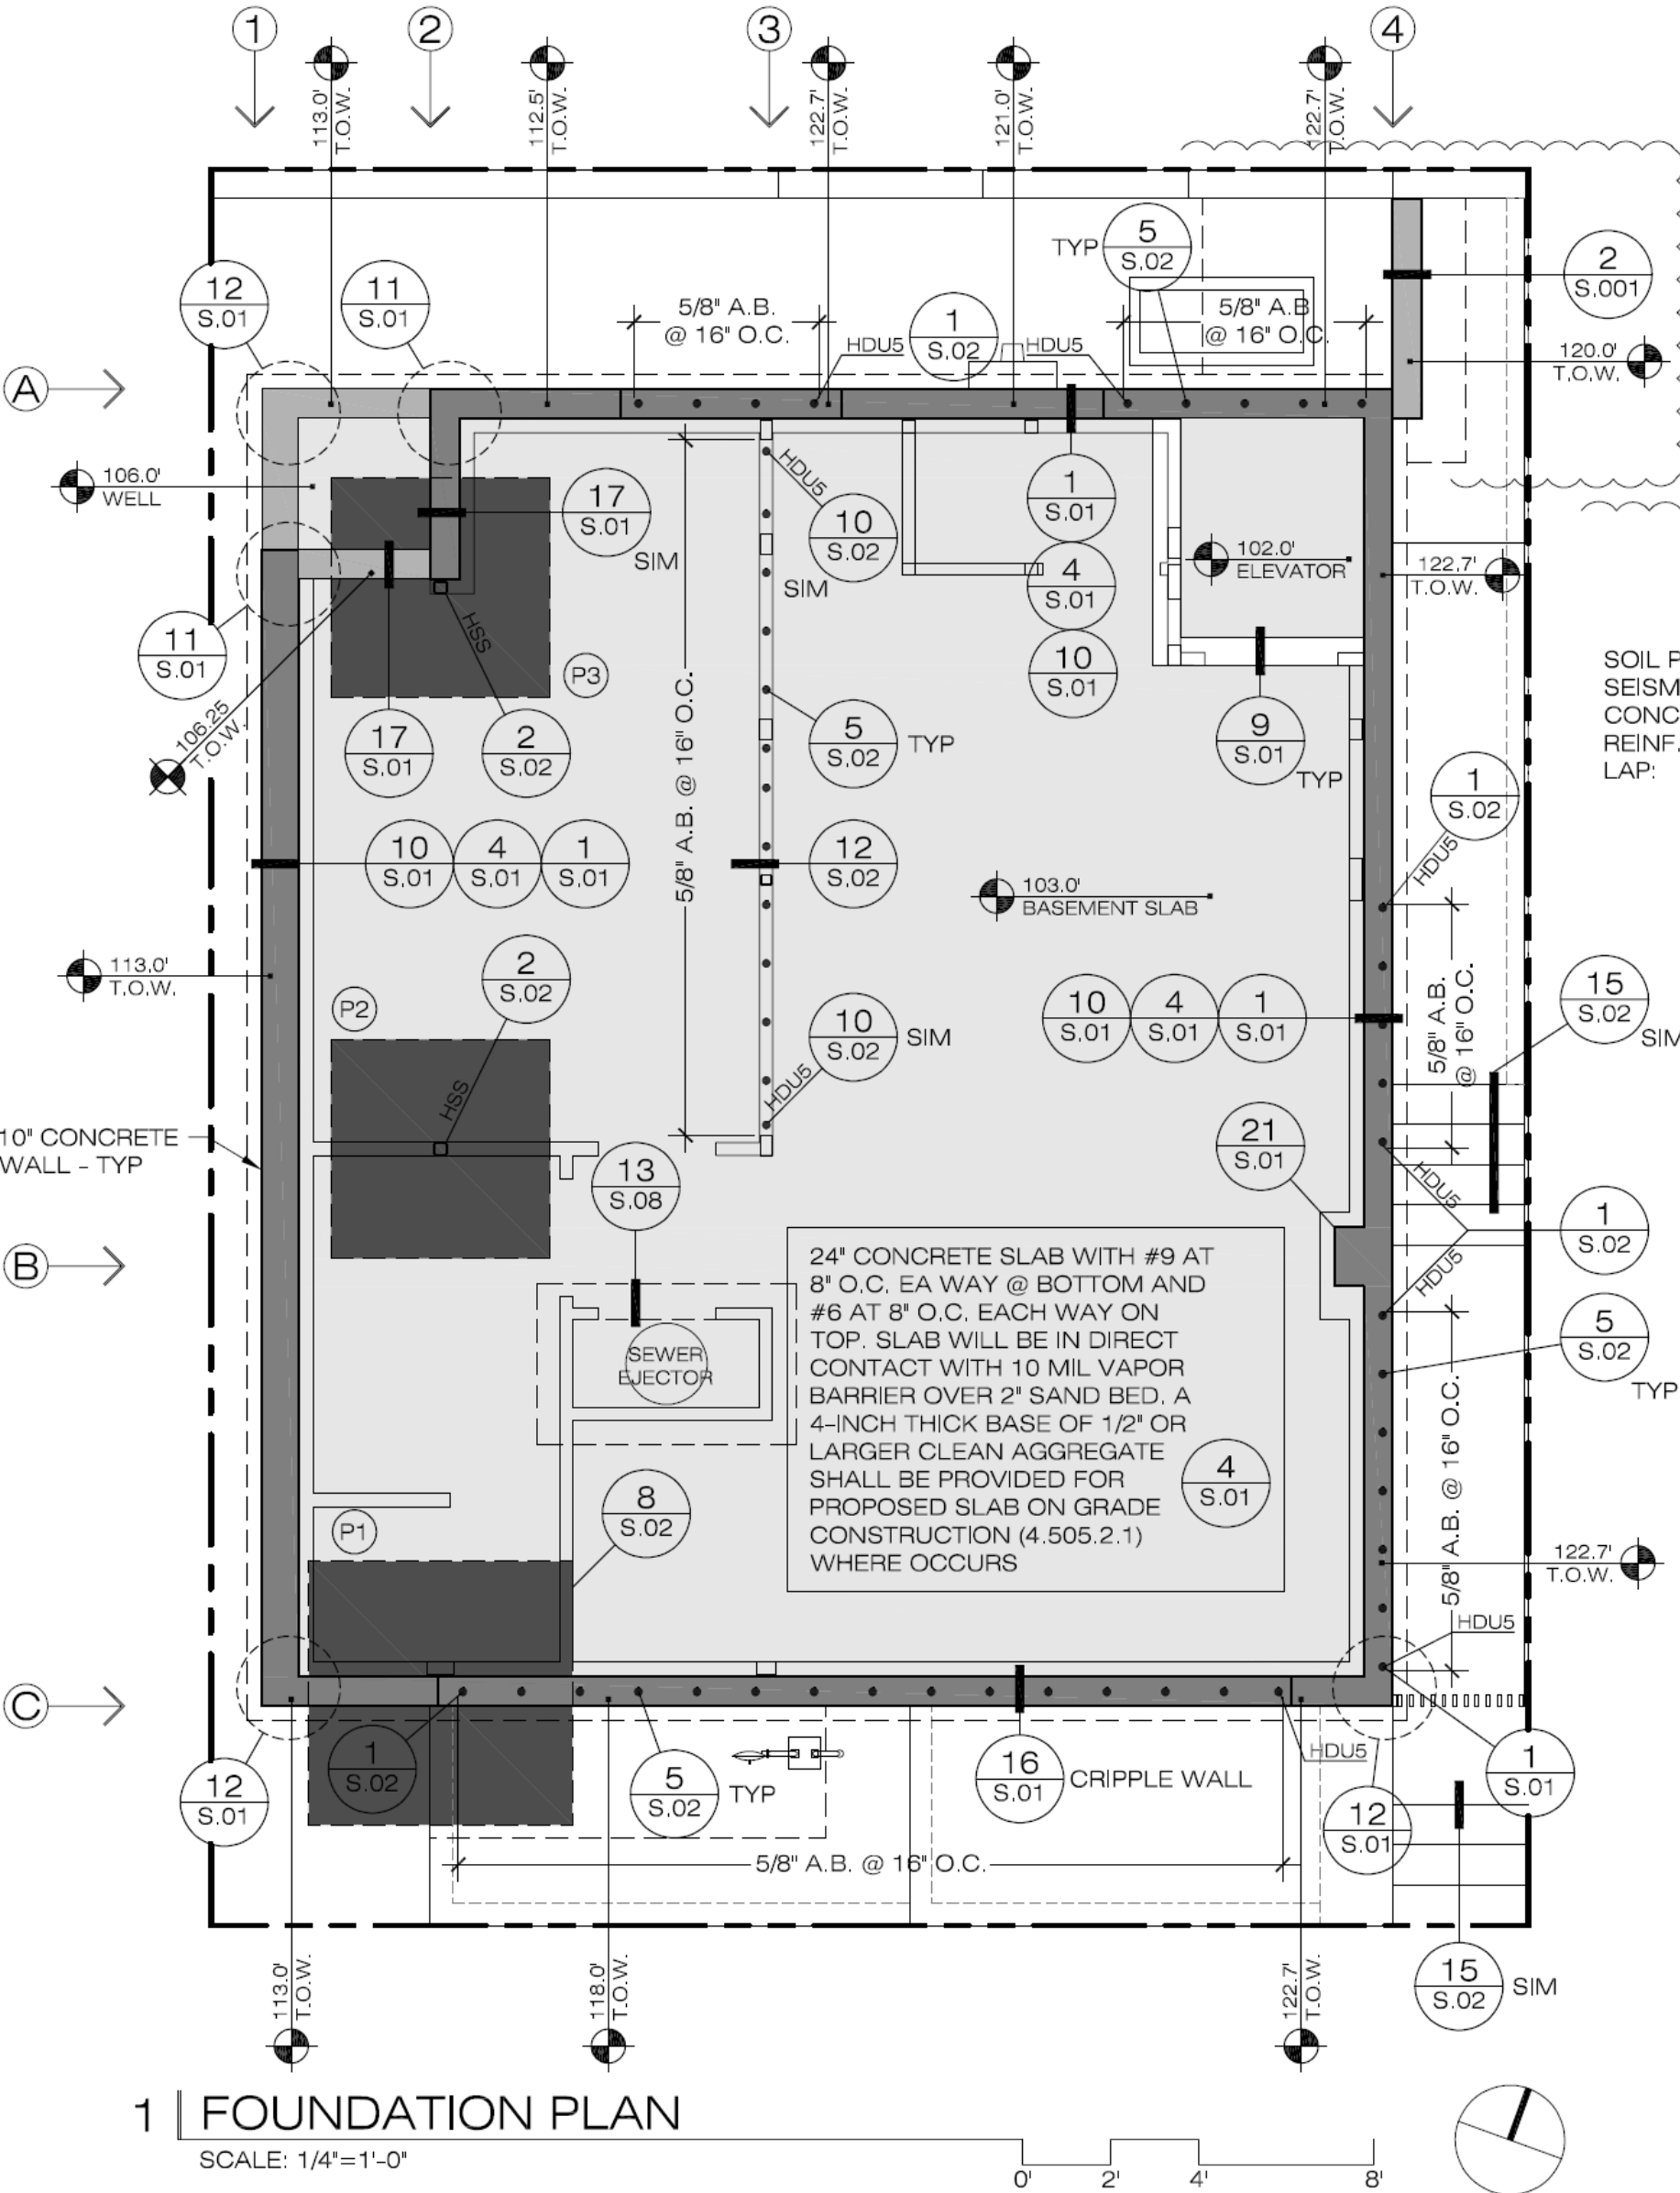 1
2
3
4
113.0'
T.O.W.
112.5'
T.O.W.
122.7'
T.O.W.
121.0'
T.O.W.
122.7'
T.O.W.
12
S.01
11
S.01
5/8" A.B.
@ 16" O.C.
HDU5
1
S.02
HDU5
TYP
5
S.02
5/8" A.B
@ 16" O.C.
2
S.001
120.0'
T.O.W.
A
106.0'
WELL
17
S.01
SIM
HDU5
10
S.02
SIM
1
S.01
4
S.01
10
S.01
102.0'
ELEVATOR
122.7'
T.O.W.
11
S.01
HSS
P3
106.25
T.O.W.
17
S.01
2
S.02
5/8" A.B. @ 16" O.C.
5
S.02
TYP
9
S.01
TYP
SOIL P
SEISM
CONC
REINF.
LAP:
1
S.02
HDU5
10
S.01
4
S.01
1
S.01
12
S.02
103.0'
BASEMENT SLAB
113.0'
T.O.W.
2
S.02
P2
HSS
10
S.02
SIM
HDU5
10
S.01
4
S.01
1
S.01
5/8" A.B.
@ 16" O.C.
15
S.02
SIM
10" CONCRETE
WALL - TYP
13
S.08
21
S.01
HDU5
1
S.02
HDU5
B
24" CONCRETE SLAB WITH #9 AT
8" O.C. EA WAY @ BOTTOM AND
#6 AT 8" O.C. EACH WAY ON
TOP. SLAB WILL BE IN DIRECT
CONTACT WITH 10 MIL VAPOR
BARRIER OVER 2" SAND BED. A
4-INCH THICK BASE OF 1/2" OR
LARGER CLEAN AGGREGATE
SHALL BE PROVIDED FOR
PROPOSED SLAB ON GRADE
CONSTRUCTION (4.505.2.1)
WHERE OCCURS
4
S.01
SEWER
EJECTOR
5
S.02
TYP
5/8" A.B. @ 16" O.C.
8
S.02
P1
122.7'
T.O.W.
HDU5
C
12
S.01
1
S.02
5
S.02
TYP
16
S.01
CRIPPLE WALL
HDU5
12
S.01
1
S.01
5/8" A.B. @ 16" O.C.
15
S.02
SIM
113.0'
T.O.W.
118.0'
T.O.W.
122.7'
T.O.W.
1
FOUNDATION PLAN
SCALE: 1/4"=1'-0"
0' 2' 4' 8'